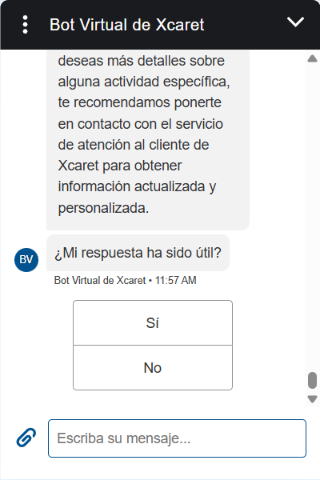 Bot Virtual de Xcaret
deseas más detalles sobre
alguna actividad específica,
te recomendamos ponerte
en contacto con el servicio
de atención al cliente de
Xcaret para obtener
información actualizada y
personalizada.
¿Mi respuesta ha sido útil?
BV
Bot Virtual de Xcaret • 11:57 AM
Sí
No
Escriba su mensaje...